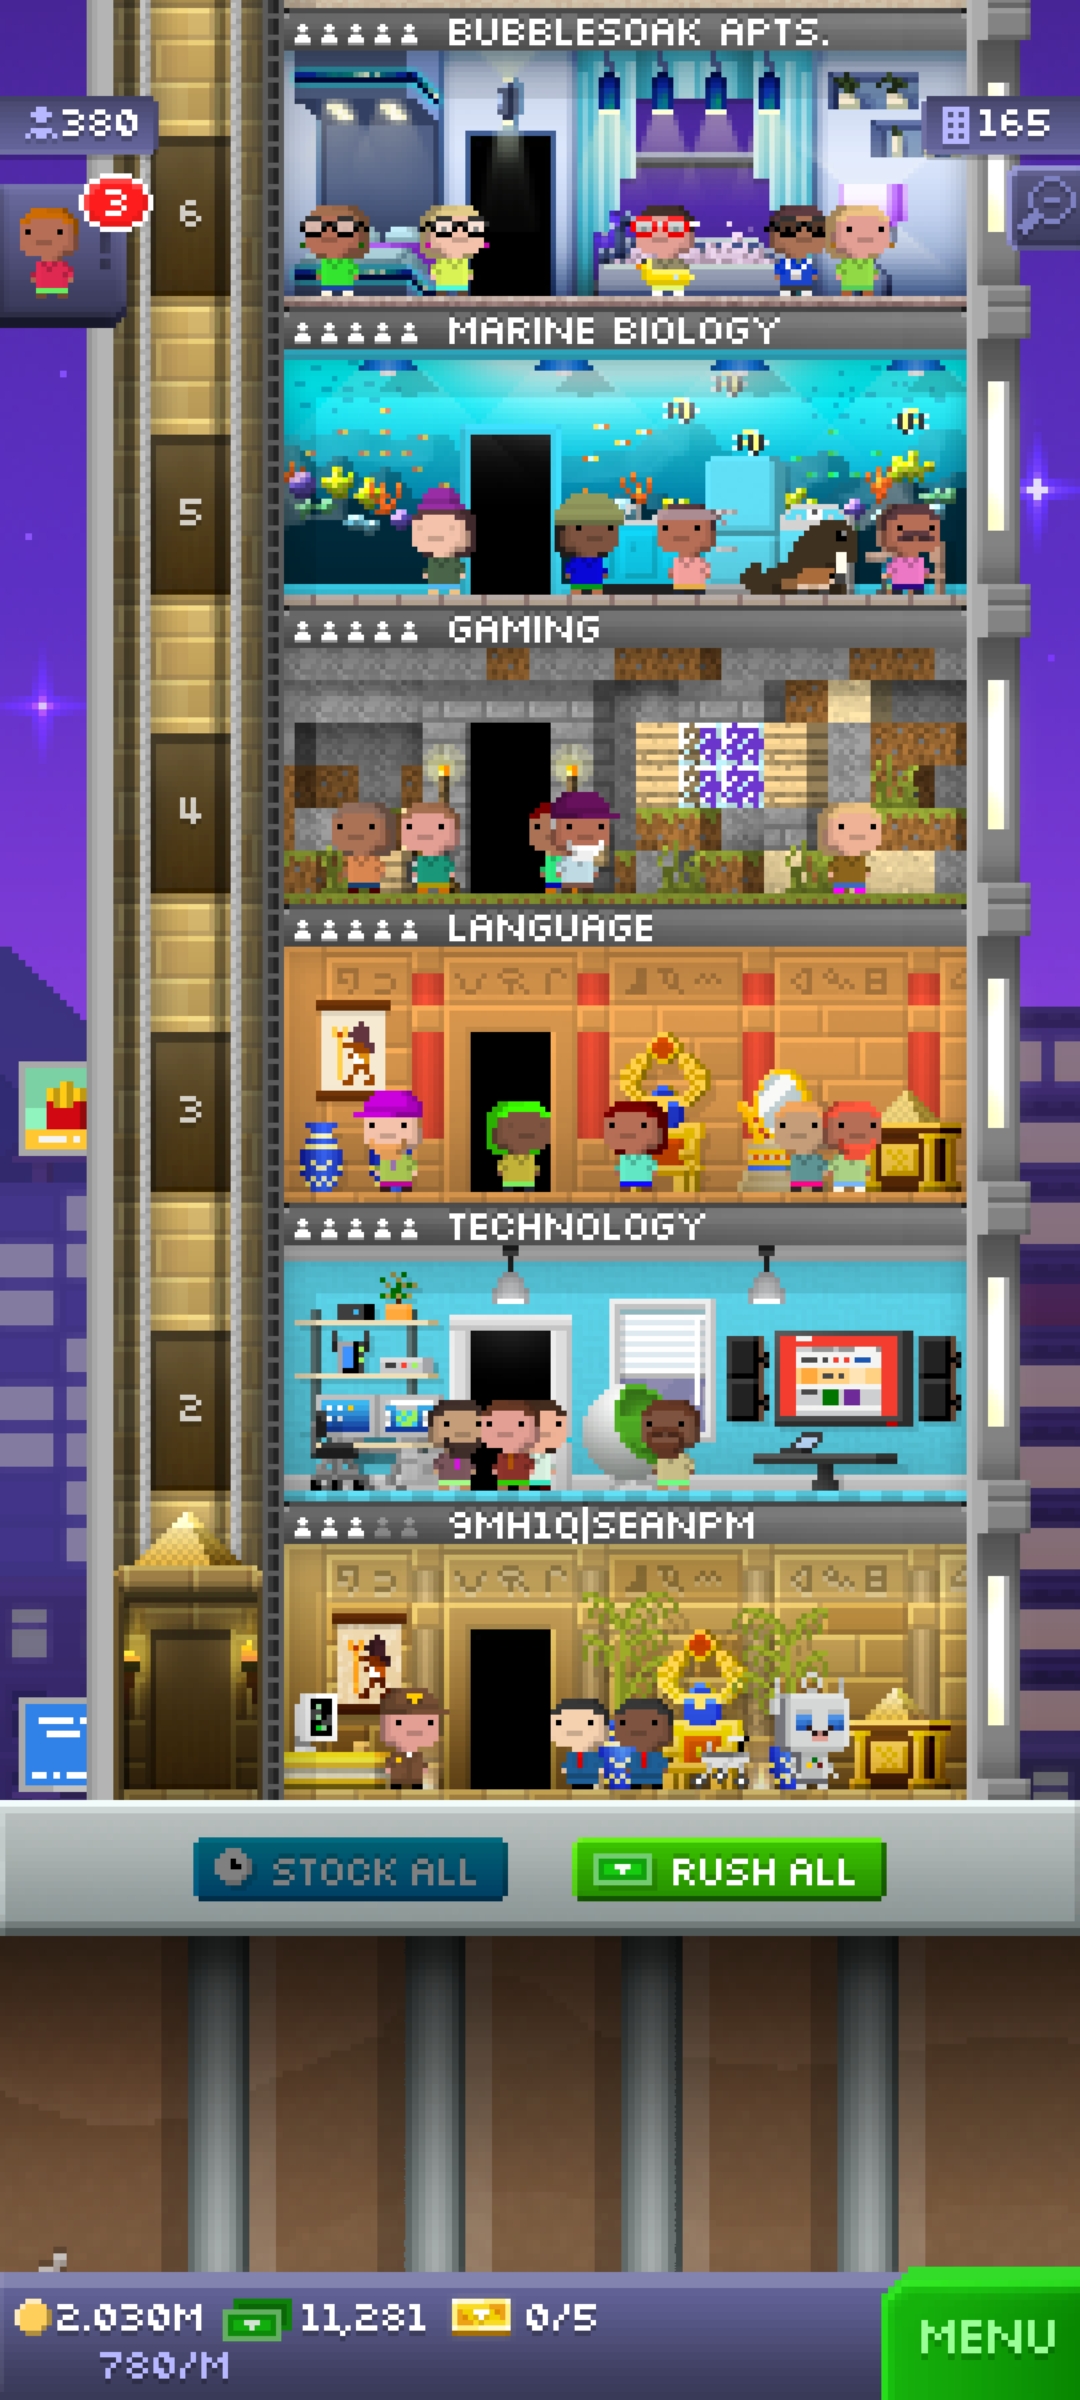 BUBBLESOAK APTS.
380
165
3
6
MARINE BIOLOGY
5
GAMING
4
LANGUAGE
3
TECHNOLOGY
2
9MH1Q|SEANPM
STOCK ALL
RUSH ALL
2.030M
11,281
0/5
780/M
MENU